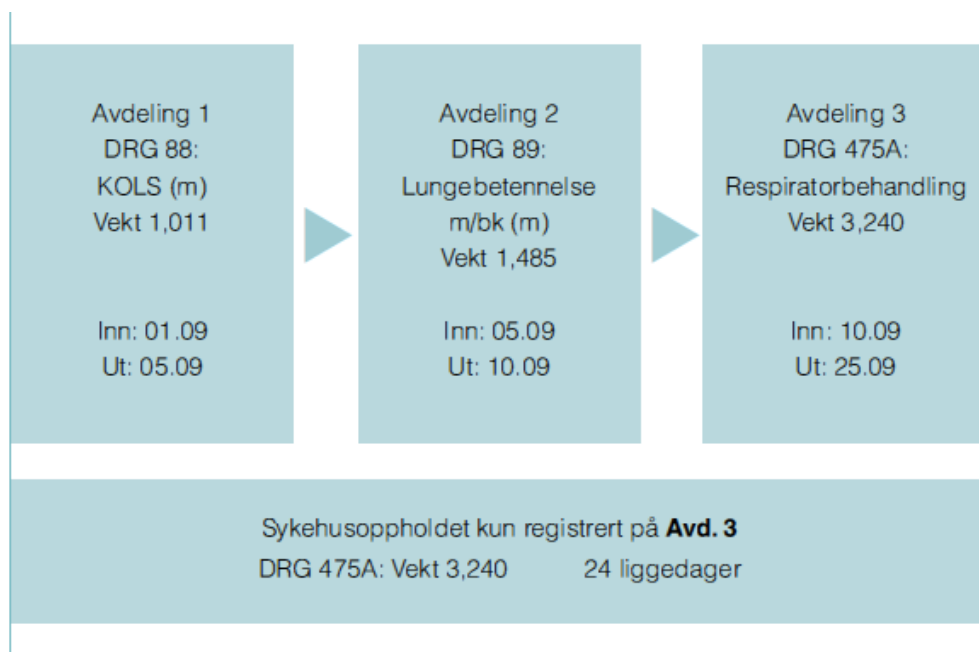 Avdeling 1
DRG 88:
KOLS (m)
Vekt 1,011
Inn: 01.09
Ut: 05.09
Avdeling 2
DRG 89:
Lungebetennelse
m/bk (m)
Vekt 1,485
Inn: 05.09
Ut: 10.09
Avdeling 3
DRG 475A:
Respiratorbehandling
Vekt 3,240
Inn: 10.09
Ut: 25.09
Sykehusoppholdet kun registrert på Avd. 3
DRG 475A: Vekt 3,240 24 liggedager